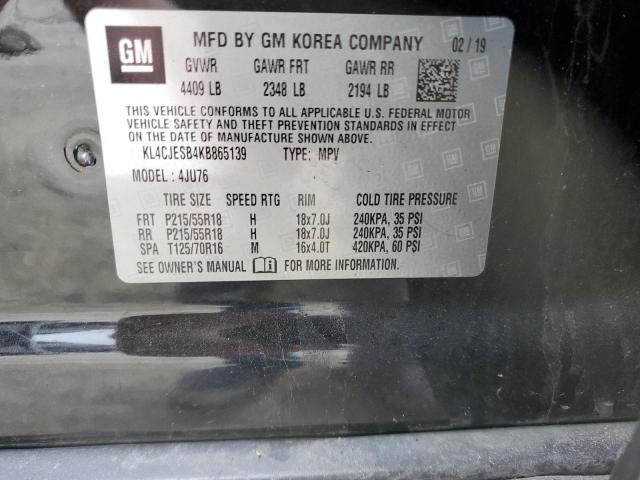 GM MFD BY GM KOREA COMPANY 02/19
GVWR GAWR FRT GAWR RR
4409 LB 2348 LB 2194 LB
THIS VEHICLE CONFORMS TO ALL APPLICABLE U.S. FEDERAL MOTOR
VEHICLE SAFETY AND THEFT PREVENTION STANDARDS IN EFFECT
ON THE DATE OF MANUFACTURE SHOWN ABOVE.
KL4CJESB4KB865139 TYPE: MPV
MODEL: 4JU76
TIRE SIZE SPEED RTG RIM COLD TIRE PRESSURE
FRT P215/55R18 H 18x7.0J 240KPA, 35 PSI
RR P215/55R18 H 18x7.0J 240KPA, 35 PSI
SPA T125/70R16 M 16x4.0T 420KPA, 60 PSI
SEE OWNER'S MANUAL FOR MORE INFORMATION.